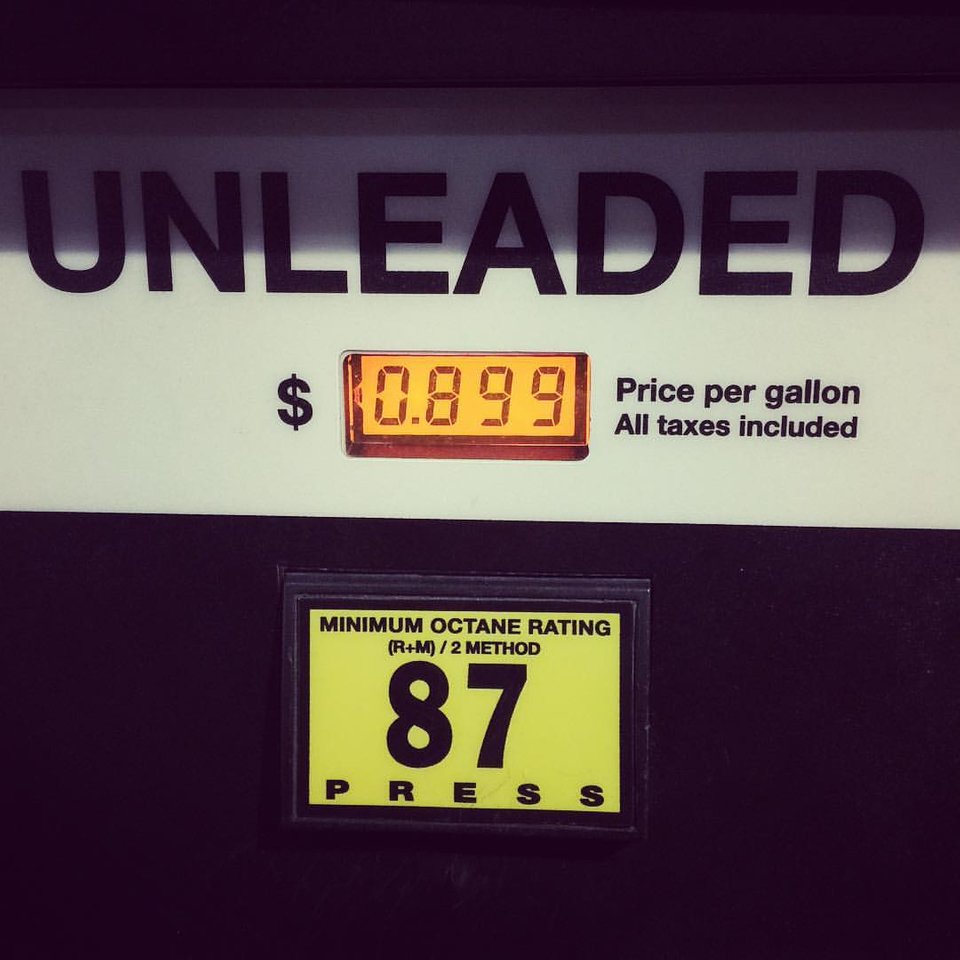 UNLEADED
$ 0.899 Price per gallon
All taxes included
MINIMUM OCTANE RATING
(R+M) / 2 METHOD
87
PRESS